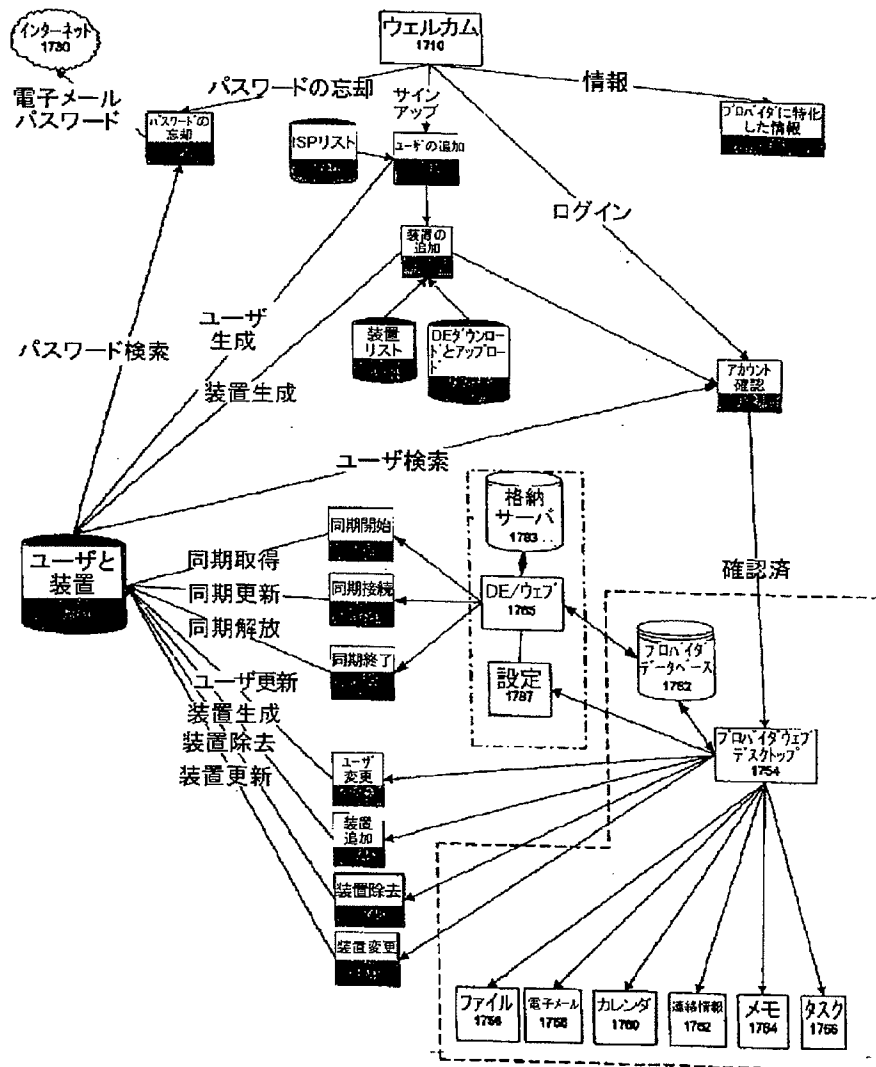 インターネット
1730
ウェルカム
1710
電子メール
パスワード
パスワードの忘却
サイン
アップ
情報
パスワードの
忘却
ISPリスト
ユーザの追加
プロバイダに特化
した情報
ログイン
装置の
追加
装置
リスト
DEダウンロー
ドとアップロー
ド
ユーザ
生成
パスワード検索
装置生成
アカウント
確認
ユーザ検索
格納
サーバ
1783
同期開始
ユーザと
装置
同期取得
同期更新
同期接続
DE/ウェブ
1765
確認済
同期解放
同期終了
設定
1787
プロバイダ
データベース
1762
ユーザ更新
装置生成
装置除去
装置更新
プロバイダウェブ
デスクトップ
1754
ユーザ
変更
装置
追加
装置除去
装置変更
ファイル
1756
電子メール
1758
カレンダ
1760
連絡情報
1762
メモ
1764
タスク
1766